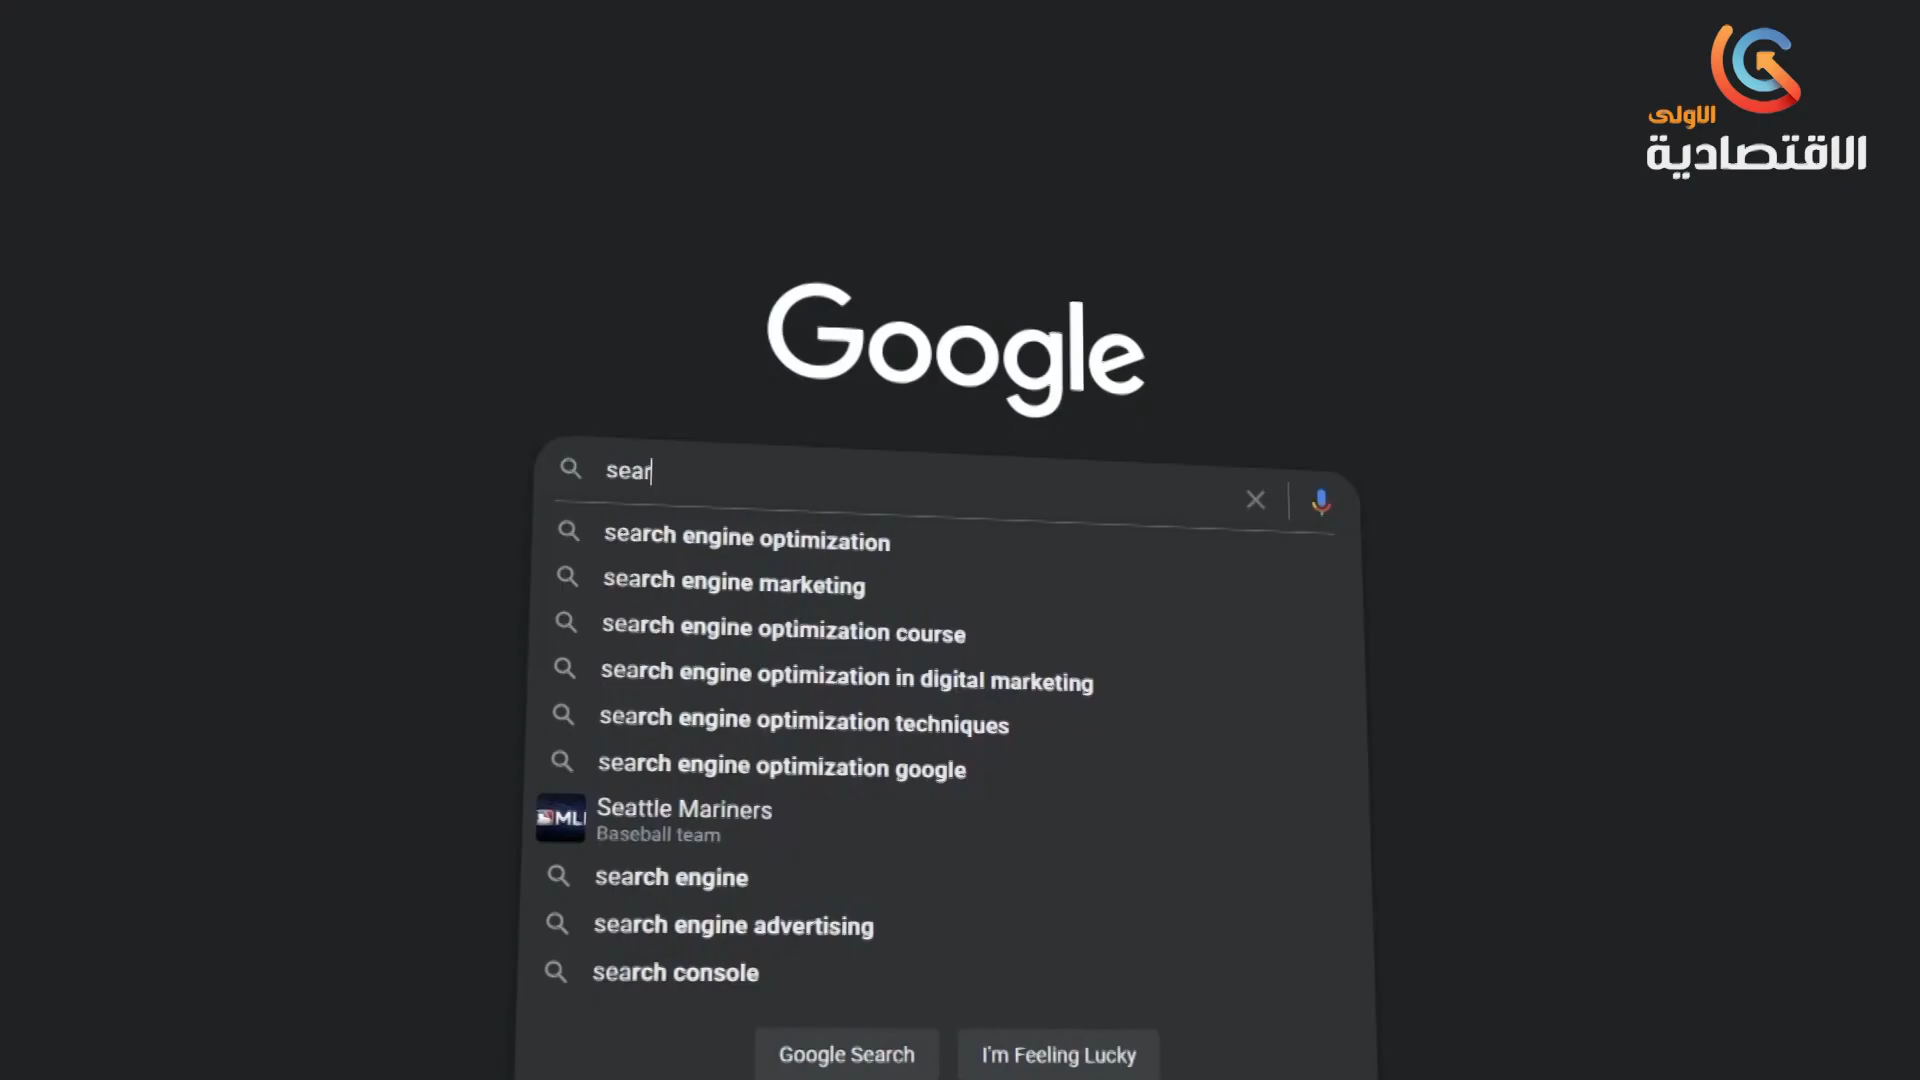 الاولى
الاقتصادية
Google
sear
search engine optimization
search engine marketing
search engine optimization course
search engine optimization in digital marketing
search engine optimization techniques
search engine optimization google
ML
Seattle Mariners
Baseball team
search engine
search engine advertising
search console
Google Search
I'm Feeling Lucky